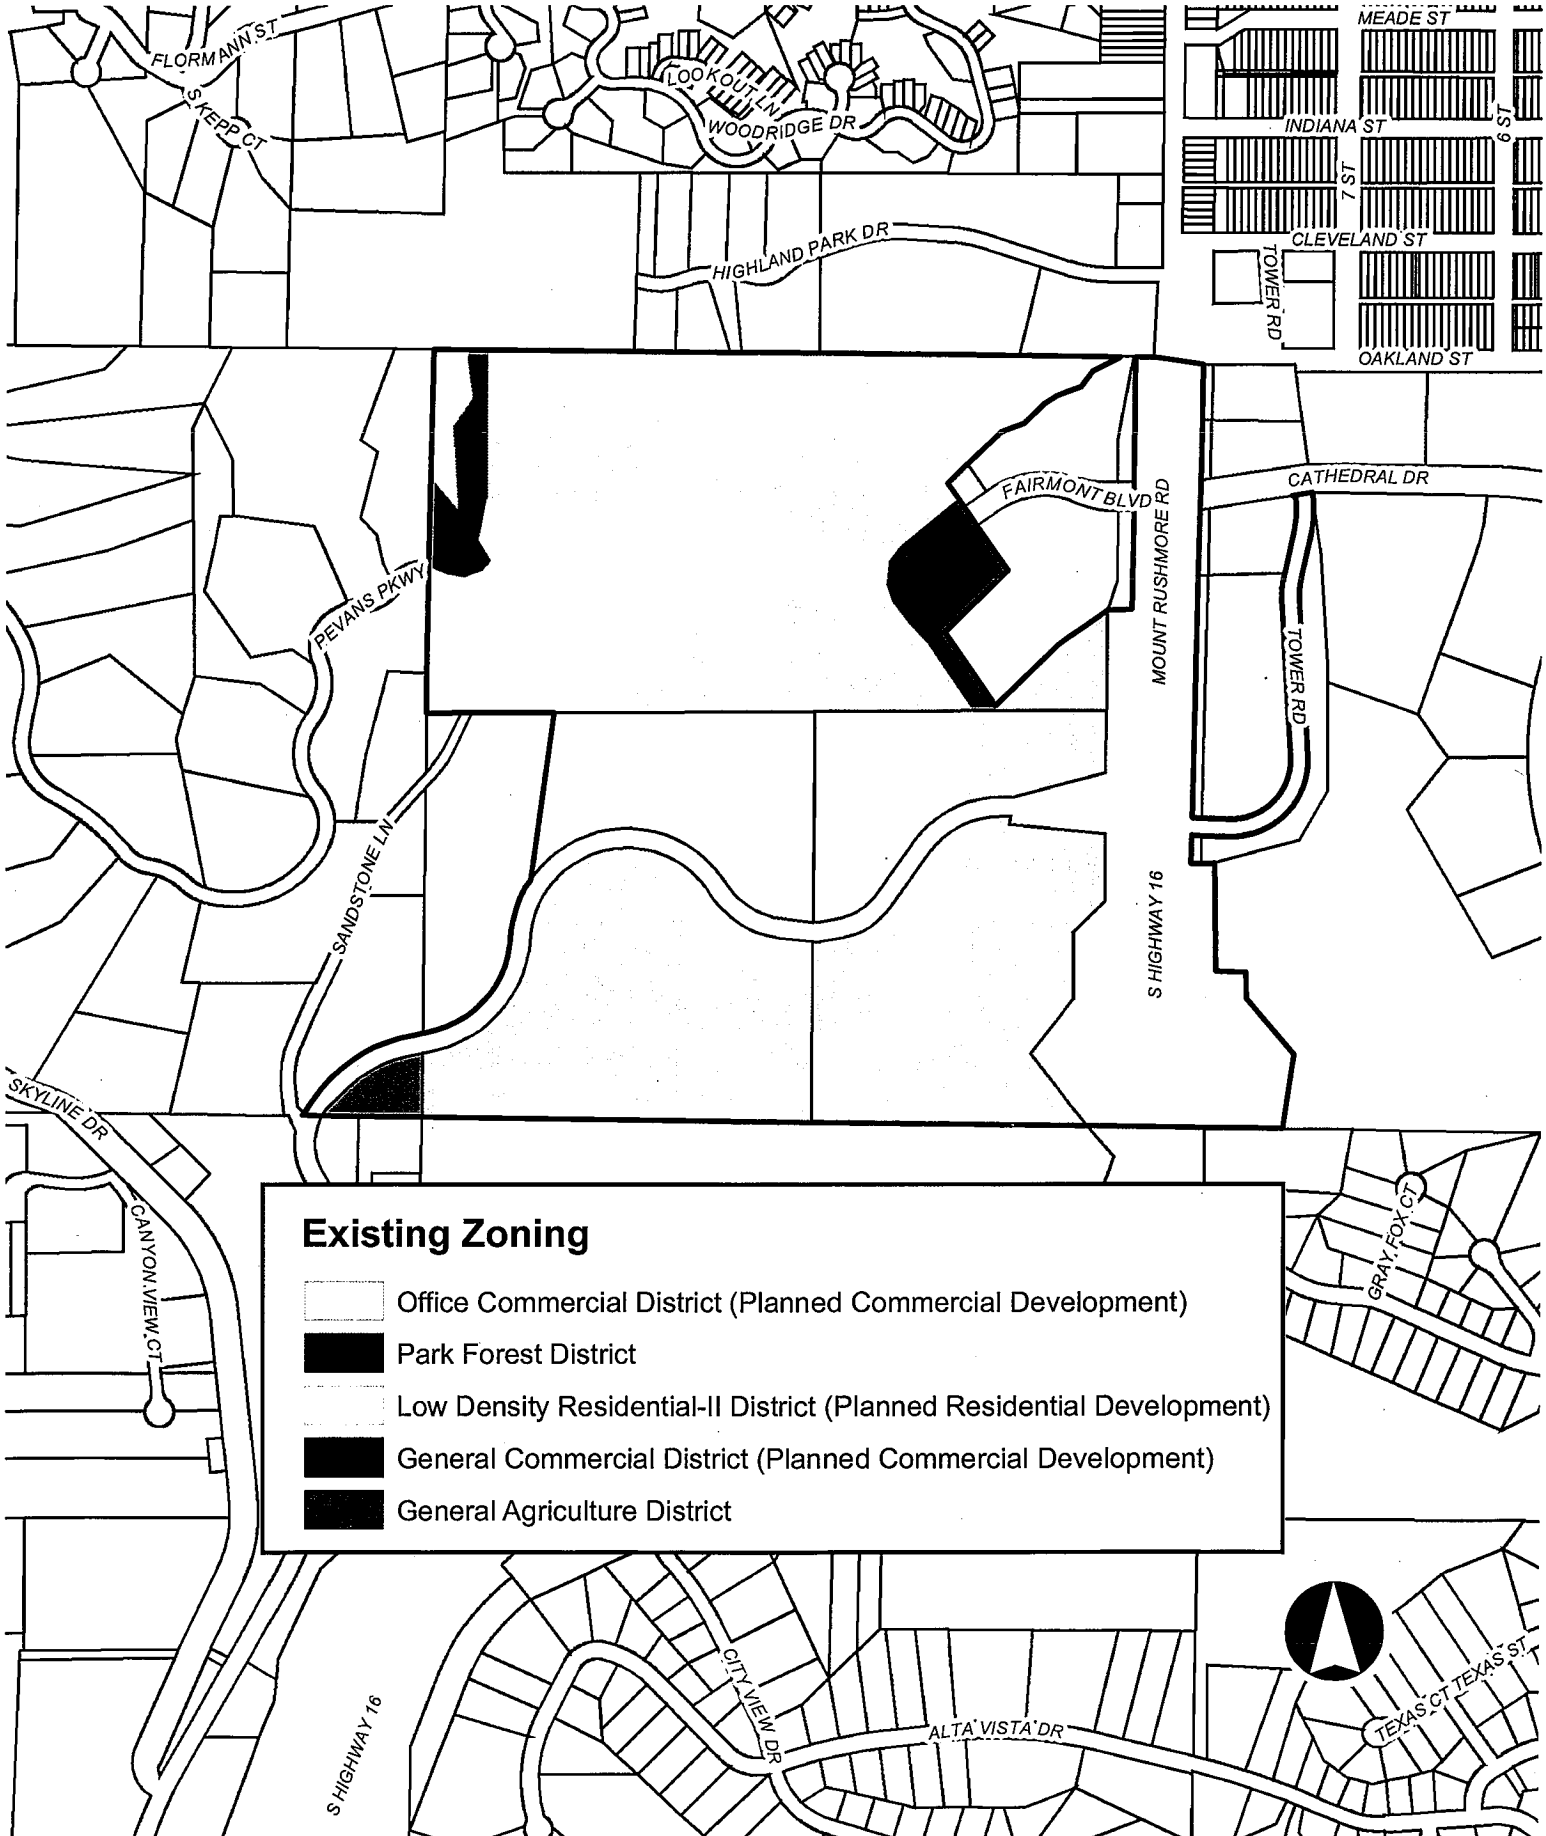 MEADE ST
FLORMANN ST
LOOKOUT LN
S KEPP CT
WOODRIDGE DR
INDIANA ST
6 ST
7 ST
HIGHLAND PARK DR
CLEVELAND ST
TOWER RD
OAKLAND ST
FAIRMONT BLVD
CATHEDRAL DR
MOUNT RUSHMORE RD
PEVANS PKWY
TOWER RD
SANDSTONE LN
S HIGHWAY 16
SKYLINE DR
CANYON VIEW CT
GRAY FOX CT
Existing Zoning
Office Commercial District (Planned Commercial Development)
Park Forest District
Low Density Residential-II District (Planned Residential Development)
General Commercial District (Planned Commercial Development)
General Agriculture District
CITY VIEW DR
TEXAS CT
TEXAS ST
ALTA VISTA DR
S HIGHWAY 16